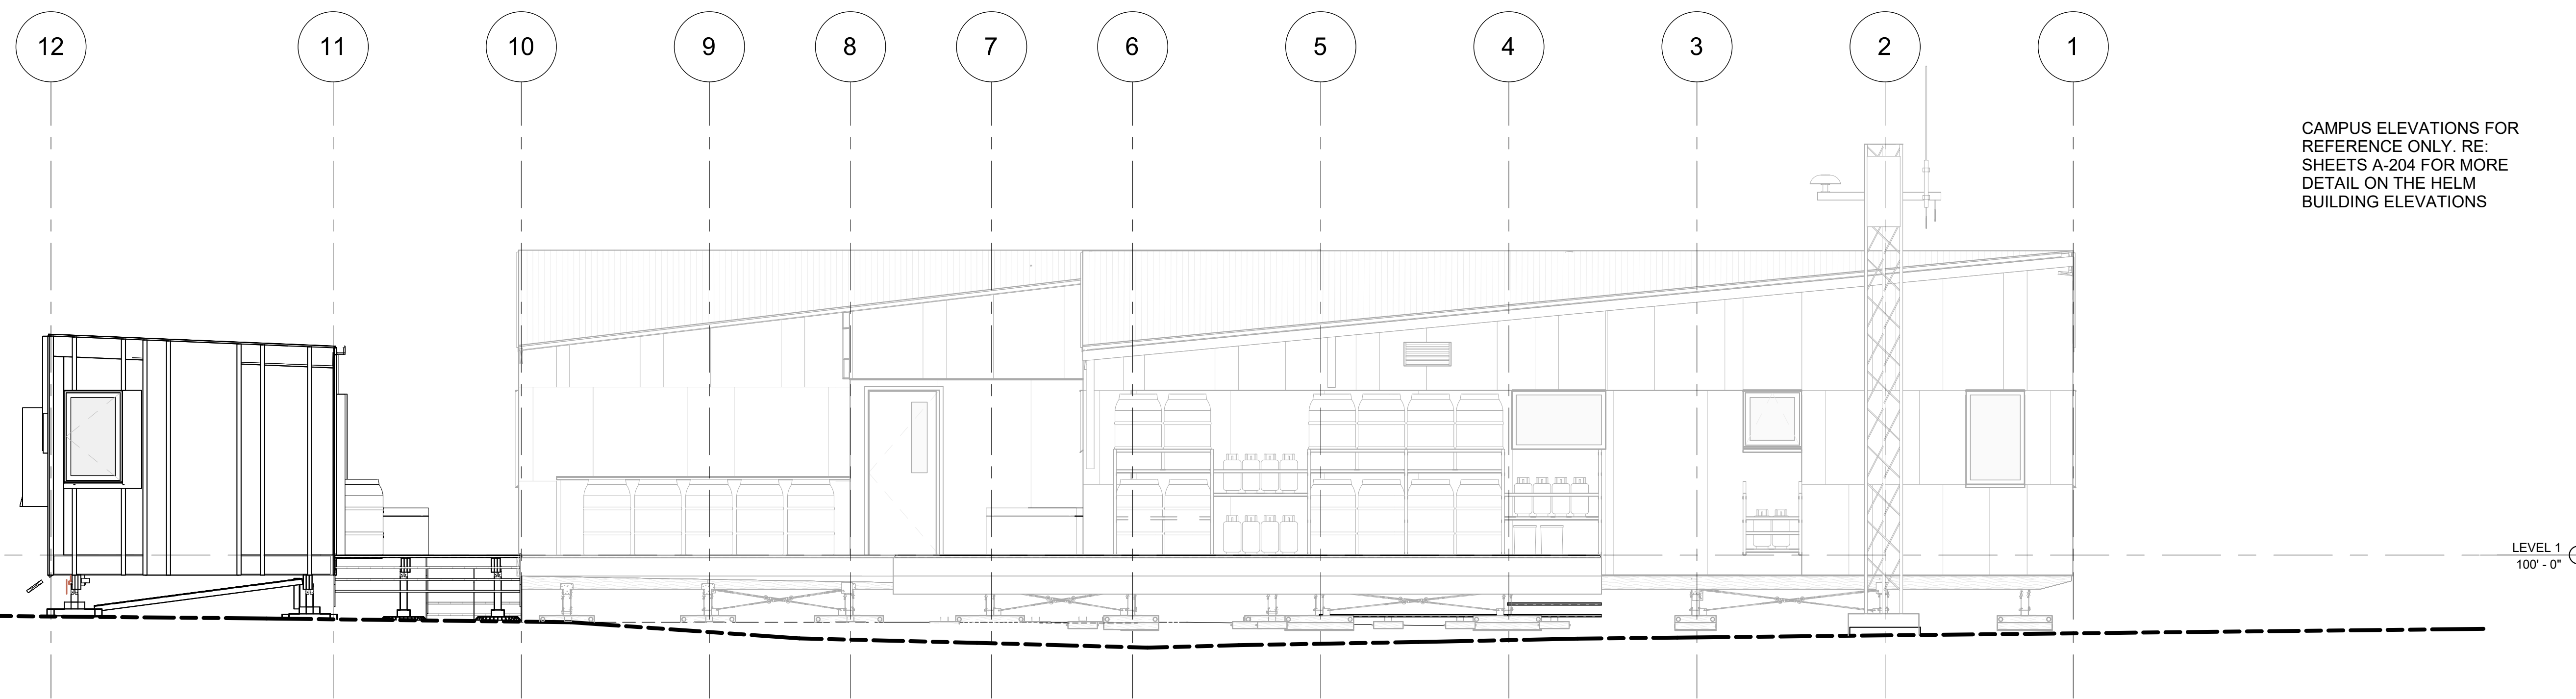 12 11 10 9 8 7 6 5 4 3 2 1
CAMPUS ELEVATIONS FOR
REFERENCE ONLY. RE:
SHEETS A-204 FOR MORE
DETAIL ON THE HELM
BUILDING ELEVATIONS
LEVEL 1
100' - 0"